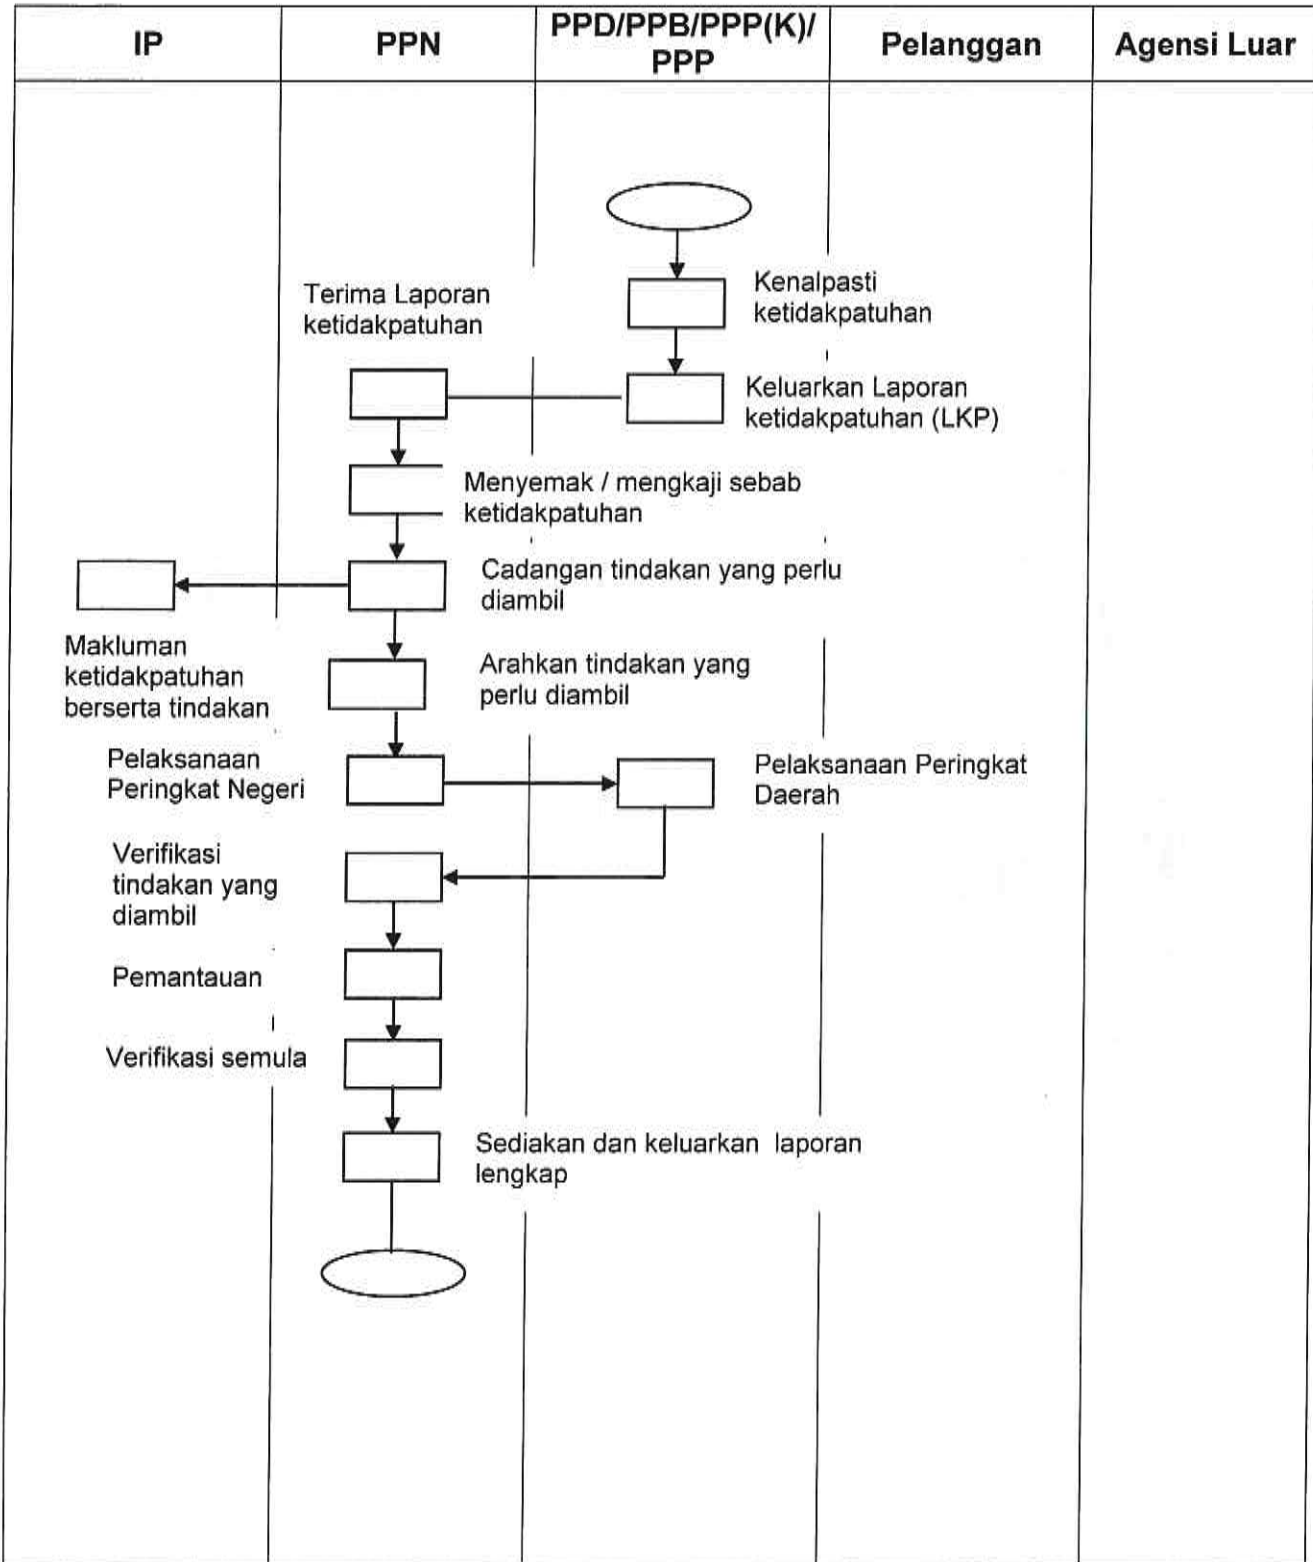 IP
PPN
PPD/PPB/PPP(K)/
PPP
Pelanggan
Agensi Luar
Kenalpasti
ketidakpatuhan
Terima Laporan
ketidakpatuhan
Keluarkan Laporan
ketidakpatuhan (LKP)
Menyemak / mengkaji sebab
ketidakpatuhan
Cadangan tindakan yang perlu
diambil
Makluman
ketidakpatuhan
berserta tindakan
Arahkan tindakan yang
perlu diambil
Pelaksanaan
Peringkat Negeri
Pelaksanaan Peringkat
Daerah
Verifikasi
tindakan yang
diambil
Pemantauan
Verifikasi semula
Sediakan dan keluarkan laporan
lengkap